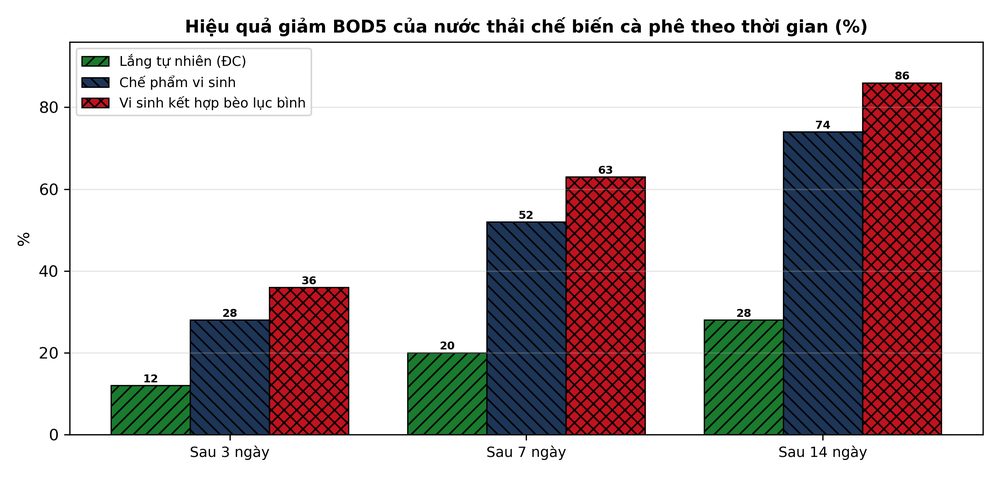 Hiệu quả giảm BOD5 của nước thải chế biến cà phê theo thời gian (%)
Lắng tự nhiên (ĐC)
Chế phẩm vi sinh
Vi sinh kết hợp bèo lục bình
%
80
60
40
20
0
12
28
36
20
52
63
28
74
86
Sau 3 ngày
Sau 7 ngày
Sau 14 ngày